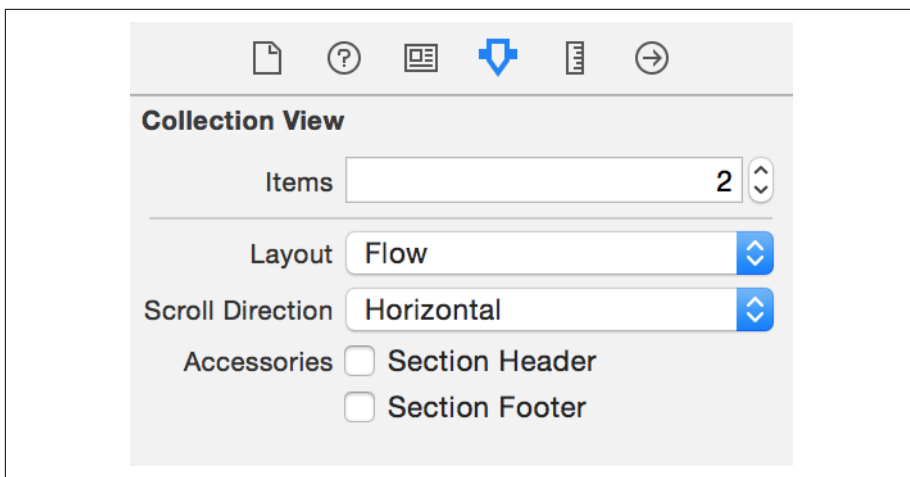 Collection View
Items 2
Layout Flow
Scroll Direction Horizontal
Accessories Section Header
Section Footer